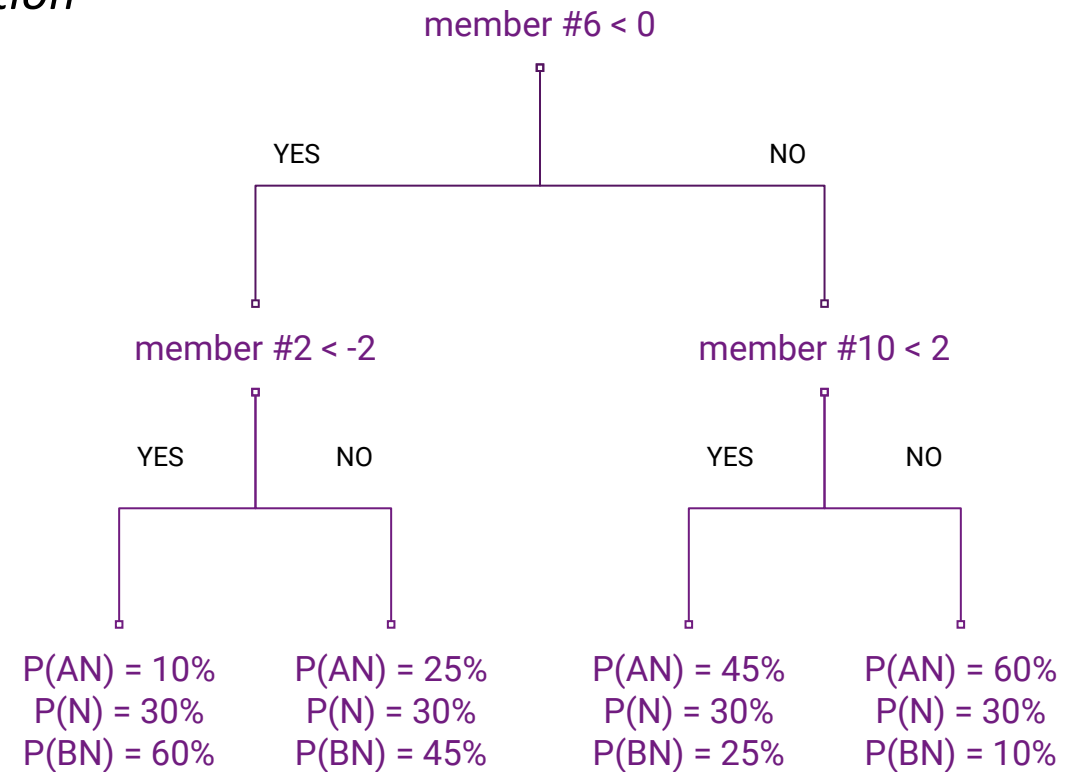 member #6 < 0
YES
NO
member #2 < -2
member #10 < 2
YES
NO
YES
NO
P(AN) = 10%
P(N) = 30%
P(BN) = 60%
P(AN) = 25%
P(N) = 30%
P(BN) = 45%
P(AN) = 45%
P(N) = 30%
P(BN) = 25%
P(AN) = 60%
P(N) = 30%
P(BN) = 10%